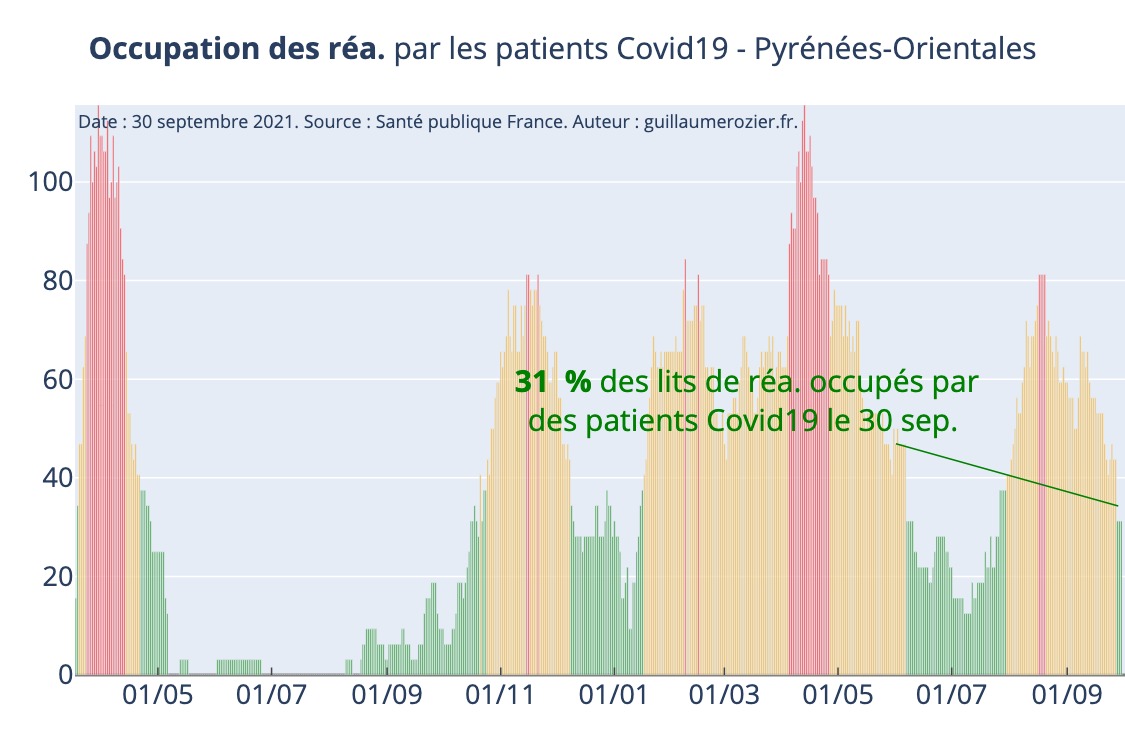 Occupation des réa. par les patients Covid19 - Pyrénées-Orientales
Date : 30 septembre 2021. Source : Santé publique France. Auteur : guillaumerozier.fr.
100
80
60
31 % des lits de réa. occupés par
des patients Covid19 le 30 sep.
40
20
0
01/05 01/07 01/09 01/11 01/01 01/03 01/05 01/07 01/09